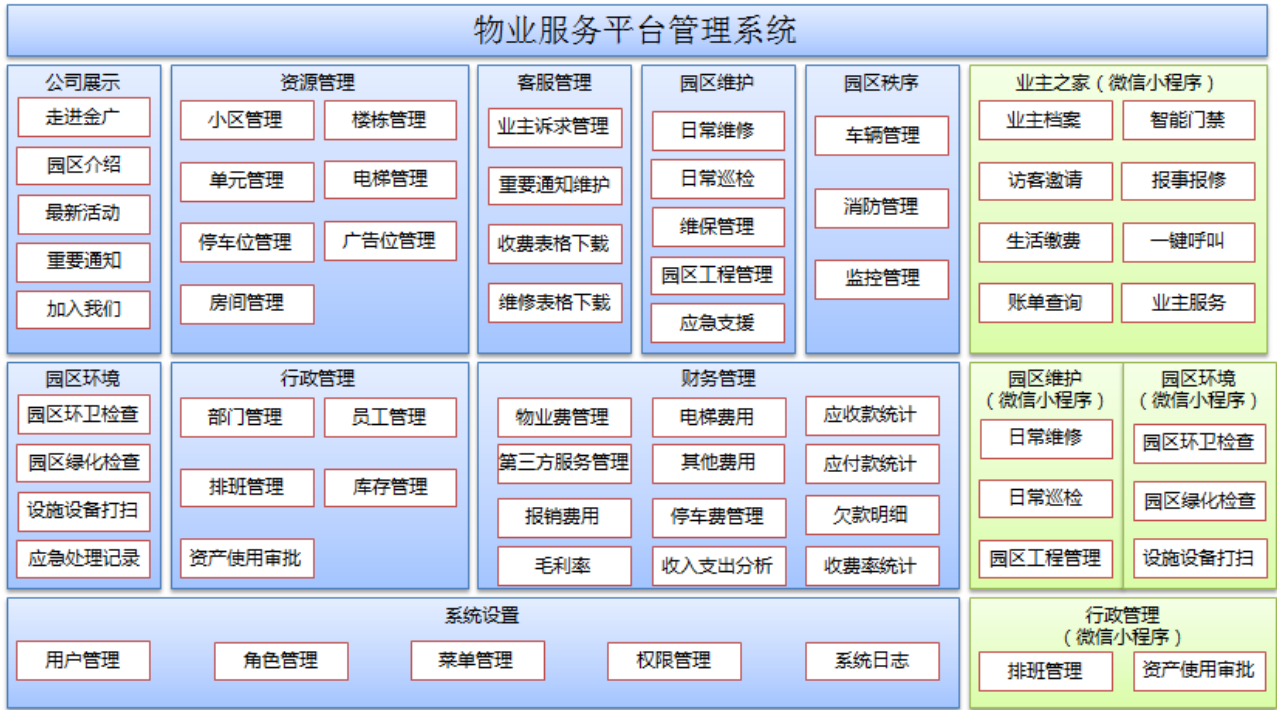 物业服务平台管理系统
公司展示
走进金广
园区介绍
最新活动
重要通知
加入我们
资源管理
小区管理
楼栋管理
单元管理
电梯管理
停车位管理
广告位管理
房间管理
客服管理
业主诉求管理
重要通知维护
收费表格下载
维修表格下载
园区维护
日常维修
日常巡检
维保管理
园区工程管理
应急支援
园区秩序
车辆管理
消防管理
监控管理
业主之家（微信小程序）
业主档案
智能门禁
访客邀请
报事报修
生活缴费
一键呼叫
账单查询
业主服务
园区环境
园区环卫检查
园区绿化检查
设施设备打扫
应急处理记录
行政管理
部门管理
员工管理
排班管理
库存管理
资产使用审批
财务管理
物业费管理
电梯费用
应收款统计
第三方服务管理
其他费用
应付款统计
报销费用
停车费管理
欠款明细
毛利率
收入支出分析
收费率统计
园区维护
（微信小程序）
日常维修
日常巡检
园区工程管理
园区环境
（微信小程序）
园区环卫检查
园区绿化检查
设施设备打扫
系统设置
用户管理
角色管理
菜单管理
权限管理
系统日志
行政管理
（微信小程序）
排班管理
资产使用审批